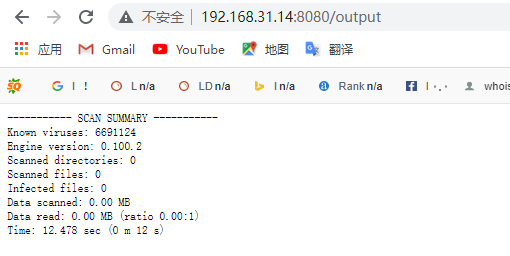 不安全 | 192.168.31.14:8080/output
应用 Gmail YouTube 地图 翻译
SQ I ! L n/a LD n/a I n/a Rank n/a whois
----------- SCAN SUMMARY -----------
Known viruses: 6691124
Engine version: 0.100.2
Scanned directories: 0
Scanned files: 0
Infected files: 0
Data scanned: 0.00 MB
Data read: 0.00 MB (ratio 0.00:1)
Time: 12.478 sec (0 m 12 s)